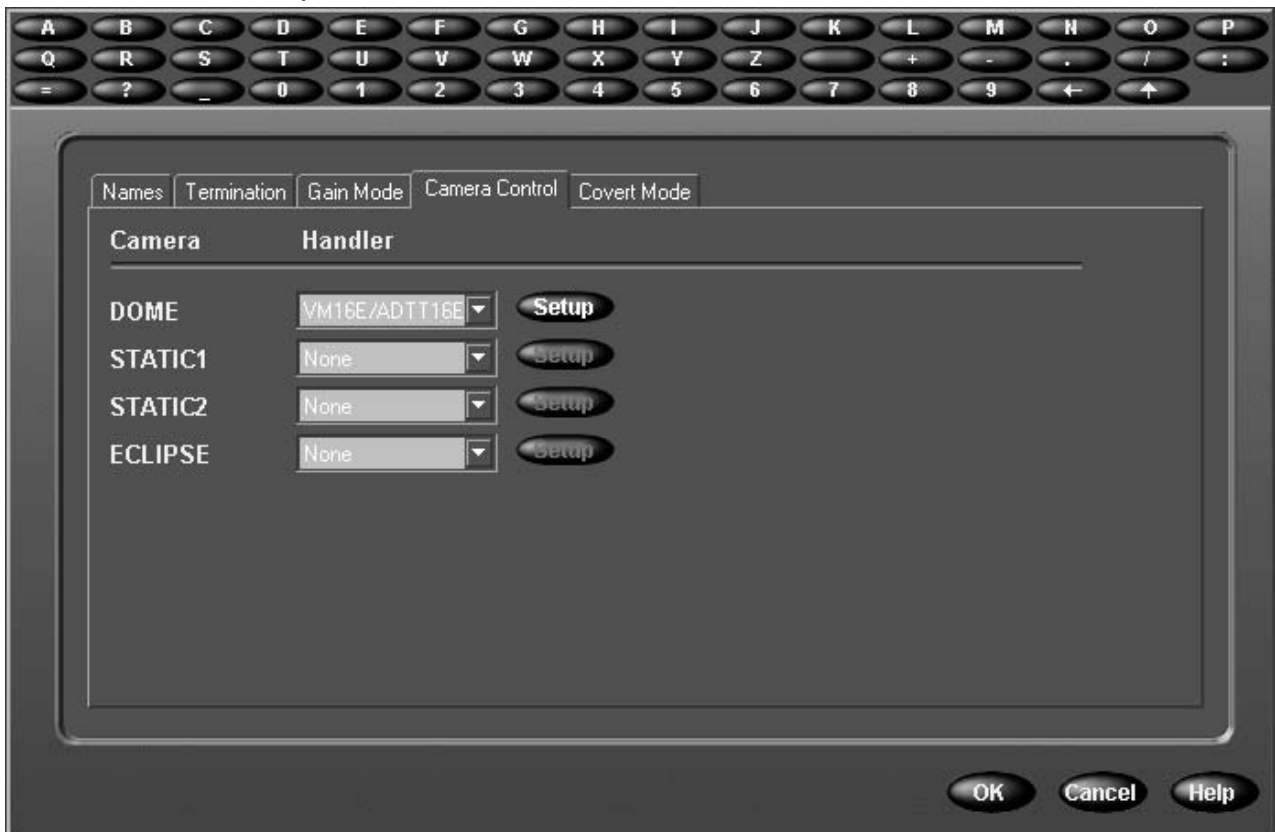 A B C D E F G H I J K L M N O P
Q R S T U V W X Y Z + - . / :
= ? _ 0 1 2 3 4 5 6 7 8 9 ← ↑
Names Termination Gain Mode Camera Control Covert Mode
Camera Handler
DOME VM16E/ADTT16E Setup
STATIC1 None Setup
STATIC2 None Setup
ECLIPSE None Setup
OK Cancel Help